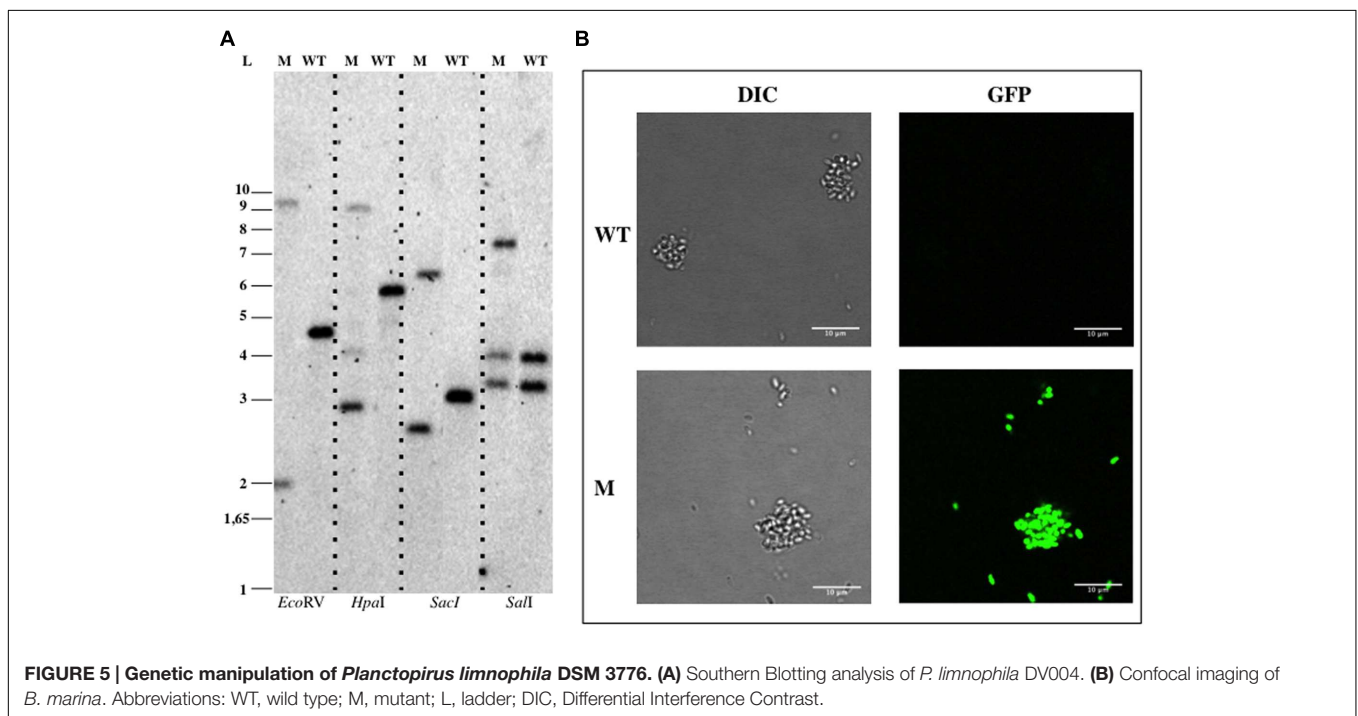 A
B
L M WT M WT M WT M WT
DIC GFP
10
9
8
7
6
5
4
3
2
1,65
1
WT
10 µm 10 µm
M
10 µm 10 µm
EcoRV HpaI SacI SalI
FIGURE 5 | Genetic manipulation of Planctopirus limnophila DSM 3776. (A) Southern Blotting analysis of P. limnophila DV004. (B) Confocal imaging of
B. marina. Abbreviations: WT, wild type; M, mutant; L, ladder; DIC, Differential Interference Contrast.